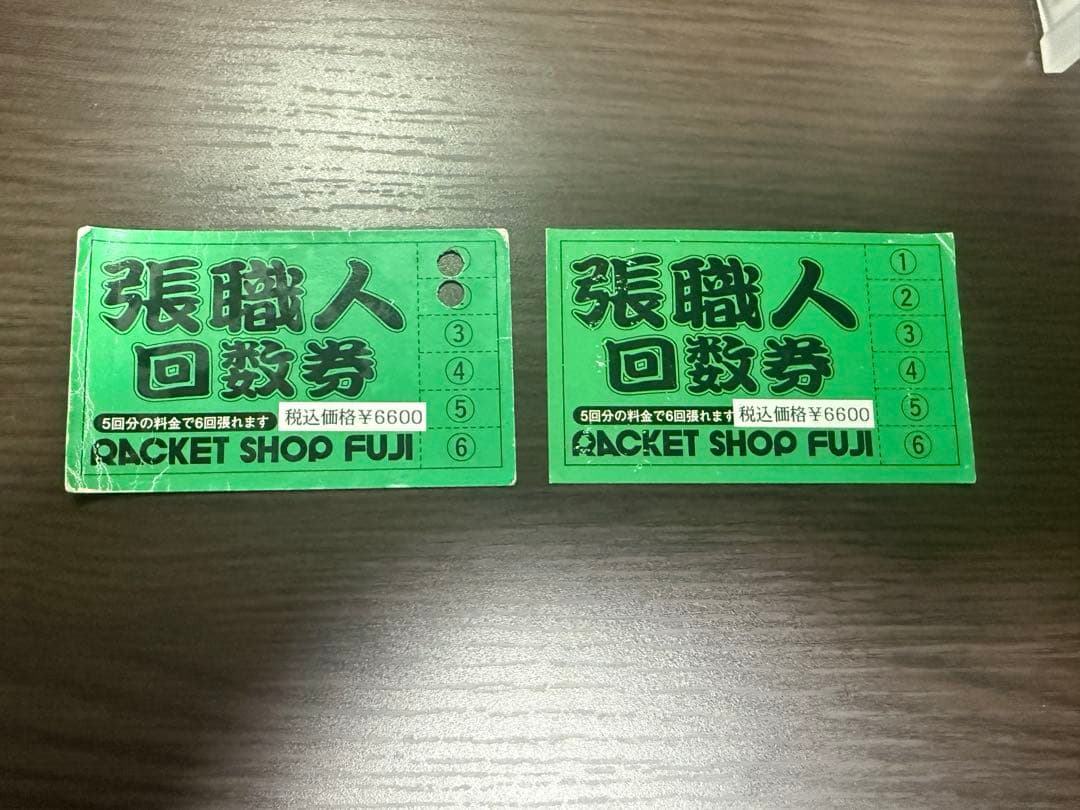 張職人
回数券
5回分の料金で6回張れます
税込価格¥6600
RACKET SHOP FUJI
③
④
⑤
⑥
張職人
回数券
5回分の料金で6回張れます
税込価格¥6600
RACKET SHOP FUJI
①
②
③
④
⑤
⑥